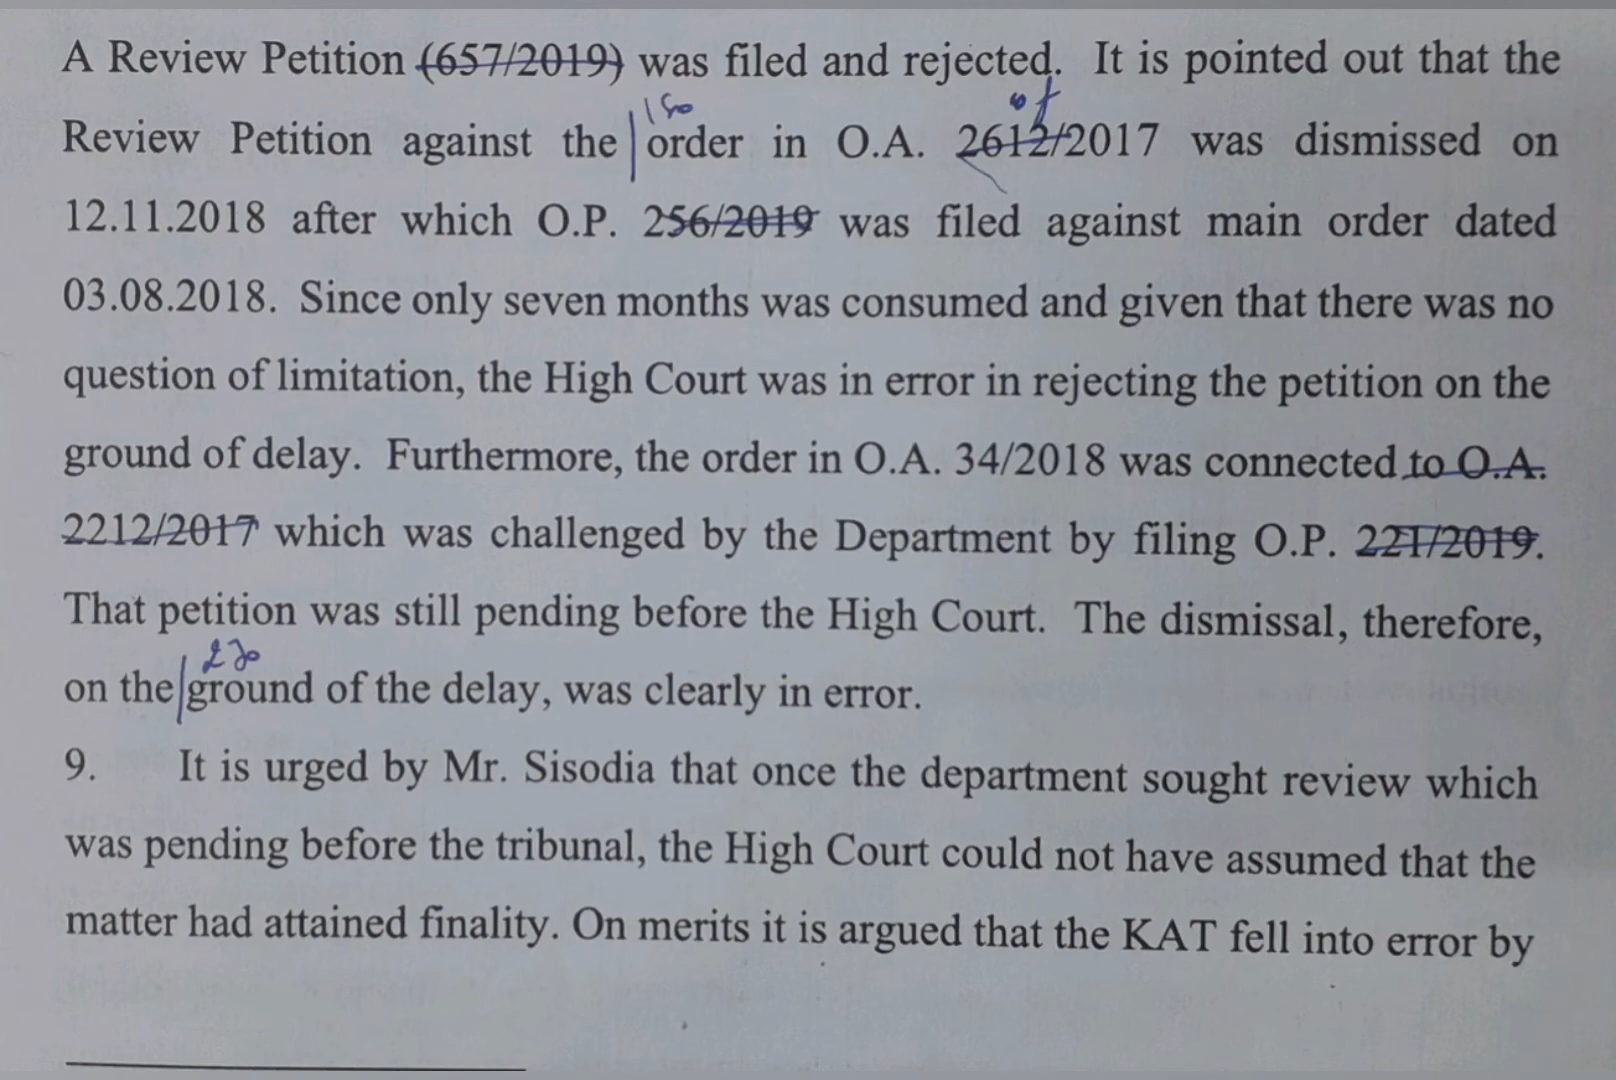 A Review Petition (657/2019) was filed and rejected. It is pointed out that the
150 of
Review Petition against the order in O.A. 2612/2017 was dismissed on
12.11.2018 after which O.P. 256/2019 was filed against main order dated
03.08.2018. Since only seven months was consumed and given that there was no
question of limitation, the High Court was in error in rejecting the petition on the
ground of delay. Furthermore, the order in O.A. 34/2018 was connected to O.A.
2212/2017 which was challenged by the Department by filing O.P. 221/2019.
That petition was still pending before the High Court. The dismissal, therefore,
on the ground of the delay, was clearly in error.
9. It is urged by Mr. Sisodia that once the department sought review which
was pending before the tribunal, the High Court could not have assumed that the
matter had attained finality. On merits it is argued that the KAT fell into error by